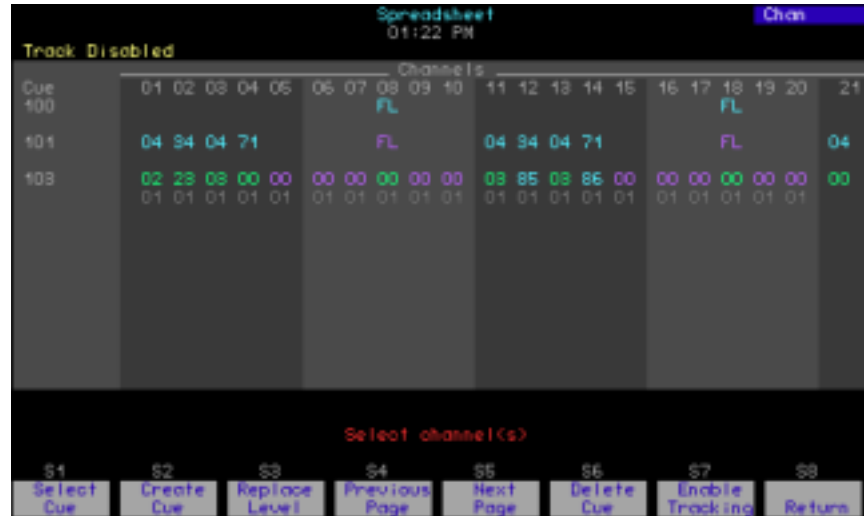 Spreadsheet Chan
01:22 PM
Track Disabled
Channels
Cue 01 02 03 04 05 06 07 08 09 10 11 12 13 14 15 16 17 18 19 20 21
100 FL FL
101 04 34 04 71 FL 04 34 04 71 FL 04
103 02 23 03 00 00 00 00 00 00 00 03 85 03 86 00 00 00 00 00 00 00
01 01 01 01 01 01 01 01 01 01 01 01 01 01 01 01 01 01 01 01
Select channel(s)
S1 S2 S3 S4 S5 S6 S7 S8
Select Create Replace Previous Next Delete Enable
Cue Cue Level Page Page Cue Tracking Return